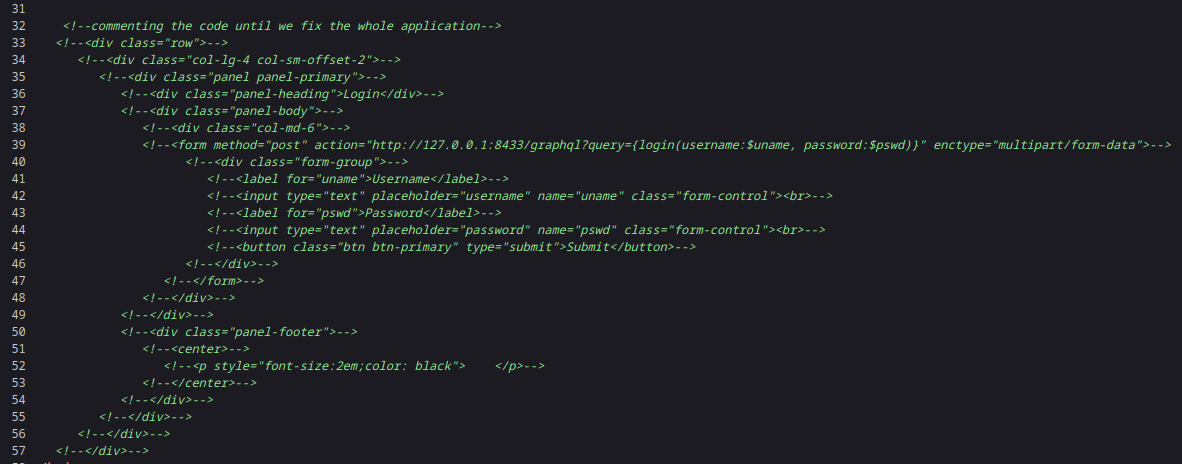 31
32 <!--commenting the code until we fix the whole application-->
33 <!--<div class="row">-->
34 <!--<div class="col-lg-4 col-sm-offset-2">-->
35 <!--<div class="panel panel-primary">-->
36 <!--<div class="panel-heading">Login</div>-->
37 <!--<div class="panel-body">-->
38 <!--<div class="col-md-6">-->
39 <!--<form method="post" action="http://127.0.0.1:8433/graphql?query={login(username:$uname, password:$pswd)}" enctype="multipart/form-data">-->
40 <!--<div class="form-group">-->
41 <!--<label for="uname">Username</label>-->
42 <!--<input type="text" placeholder="username" name="uname" class="form-control"><br>-->
43 <!--<label for="pswd">Password</label>-->
44 <!--<input type="text" placeholder="password" name="pswd" class="form-control"><br>-->
45 <!--<button class="btn btn-primary" type="submit">Submit</button>-->
46 <!--</div>-->
47 <!--</form>-->
48 <!--</div>-->
49 <!--</div>-->
50 <!--<div class="panel-footer">-->
51 <!--<center>-->
52 <!--<p style="font-size:2em;color: black">    </p>-->
53 <!--</center>-->
54 <!--</div>-->
55 <!--</div>-->
56 <!--</div>-->
57 <!--</div>-->